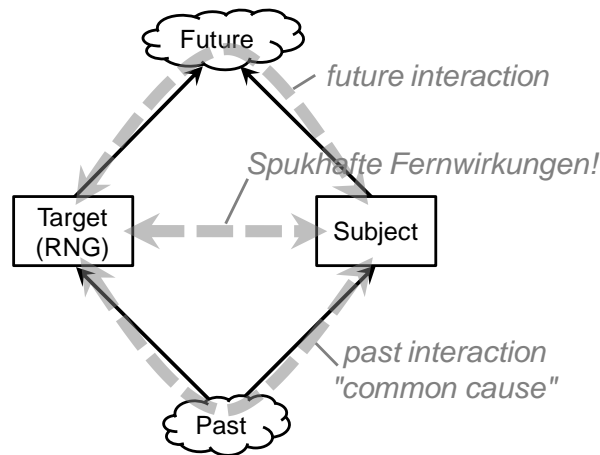 Future
future interaction
Spukhafte Fernwirkungen!
Target
(RNG)
Subject
past interaction
"common cause"
Past